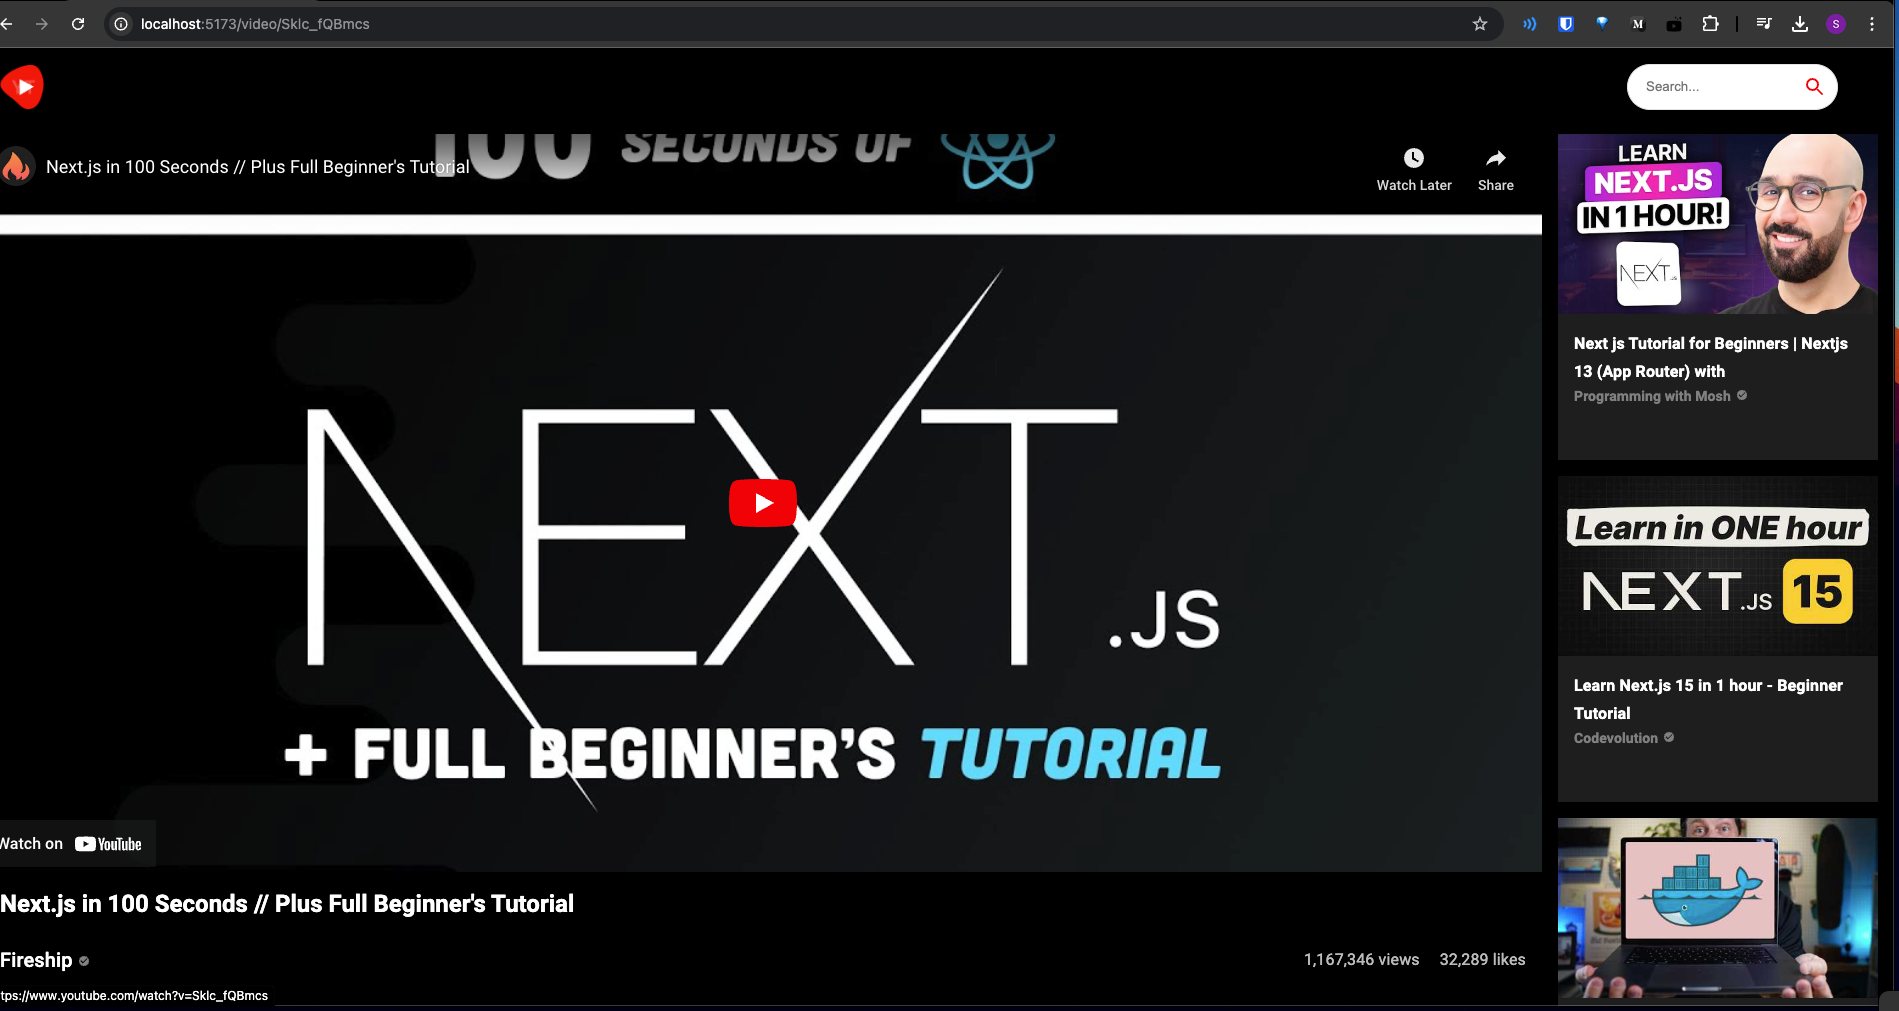 localhost:5173/video/Sklc_fQBmcs
M
S
Search...
100 SECONDS OF
Next.js in 100 Seconds // Plus Full Beginner's Tutorial
Watch Later
Share
NEXT.JS
+ FULL BEGINNER'S TUTORIAL
Watch on YouTube
Next.js in 100 Seconds // Plus Full Beginner's Tutorial
Fireship
1,167,346 views 32,289 likes
tps://www.youtube.com/watch?v=Sklc_fQBmcs
LEARN
NEXT.JS
IN 1 HOUR!
NEXT.JS
Next js Tutorial for Beginners | Nextjs
13 (App Router) with
Programming with Mosh
Learn in ONE hour
NEXT.JS 15
Learn Next.js 15 in 1 hour - Beginner
Tutorial
Codevolution